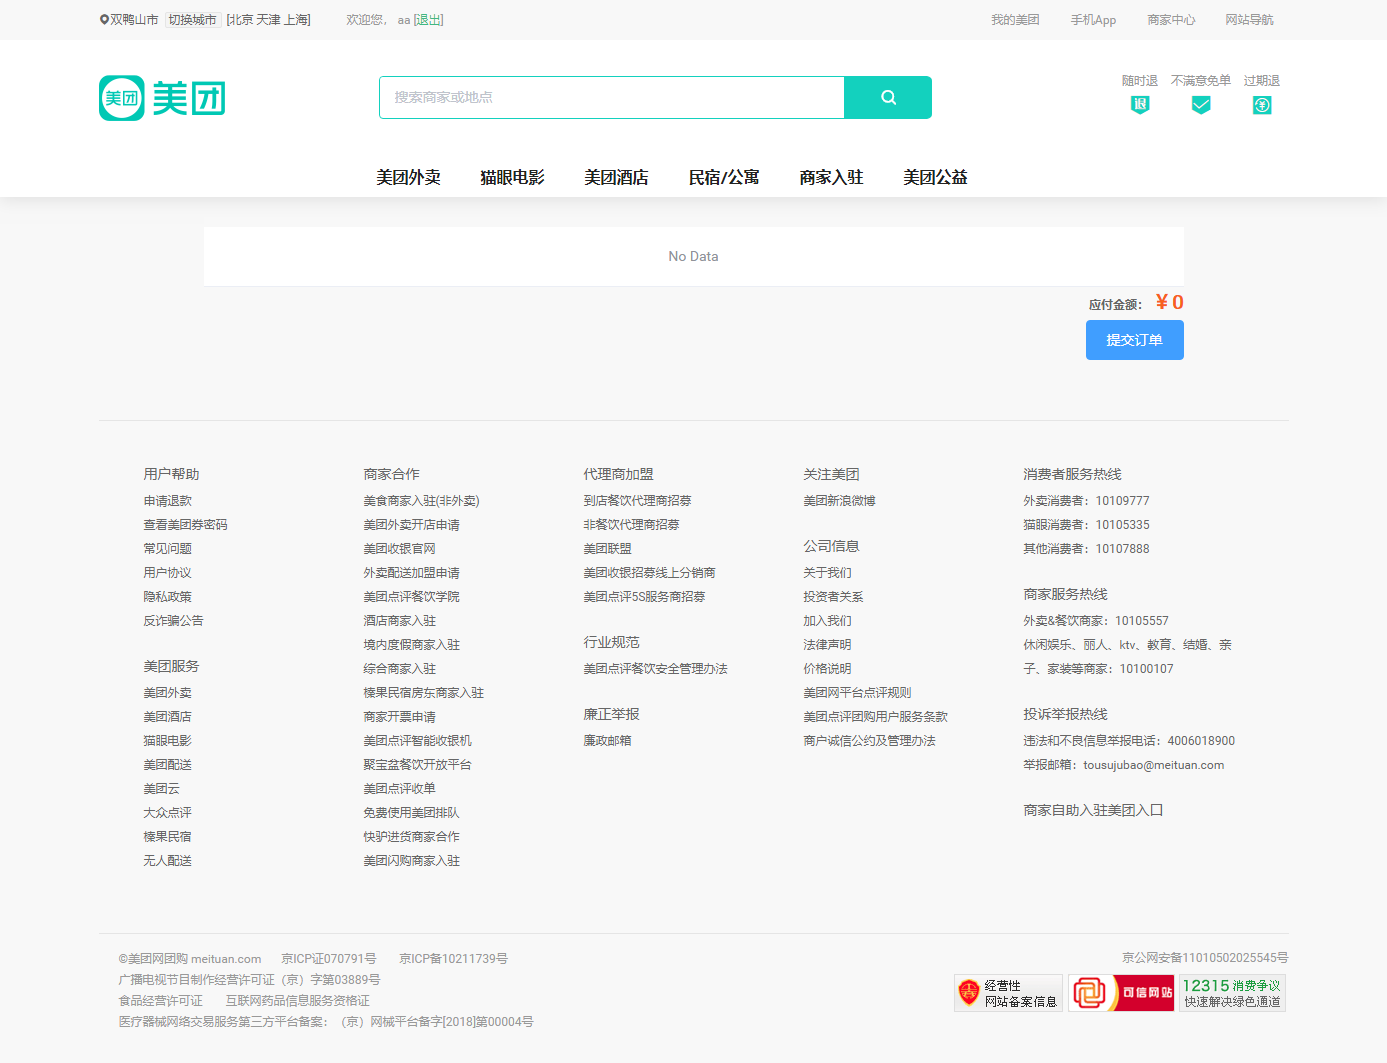 双鸭山市 切换城市 [北京 天津 上海] 欢迎您， aa [退出] 我的美团 手机App 商家中心 网站导航
美团 美团
搜索商家或地点
随时退 不满意免单 过期退
退
美团外卖 猫眼电影 美团酒店 民宿/公寓 商家入驻 美团公益
No Data
应付金额： ¥ 0
提交订单
用户帮助
申请退款
查看美团券密码
常见问题
用户协议
隐私政策
反诈骗公告
美团服务
美团外卖
美团酒店
猫眼电影
美团配送
美团云
大众点评
榛果民宿
无人配送
商家合作
美食商家入驻(非外卖)
美团外卖开店申请
美团收银官网
外卖配送加盟申请
美团点评餐饮学院
酒店商家入驻
境内度假商家入驻
综合商家入驻
榛果民宿房东商家入驻
商家开票申请
美团点评智能收银机
聚宝盆餐饮开放平台
美团点评收单
免费使用美团排队
快驴进货商家合作
美团闪购商家入驻
代理商加盟
到店餐饮代理商招募
非餐饮代理商招募
美团联盟
美团收银招募线上分销商
美团点评5S服务商招募
行业规范
美团点评餐饮安全管理办法
廉正举报
廉政邮箱
关注美团
美团新浪微博
公司信息
关于我们
投资者关系
加入我们
法律声明
价格说明
美团网平台点评规则
美团点评团购用户服务条款
商户诚信公约及管理办法
消费者服务热线
外卖消费者：10109777
猫眼消费者：10105335
其他消费者：10107888
商家服务热线
外卖&餐饮商家：10105557
休闲娱乐、丽人、ktv、教育、结婚、亲
子、家装等商家：10100107
投诉举报热线
违法和不良信息举报电话：4006018900
举报邮箱：tousujubao@meituan.com
商家自助入驻美团入口
©美团网团购 meituan.com 京ICP证070791号 京ICP备10211739号
广播电视节目制作经营许可证（京）字第03889号
食品经营许可证 互联网药品信息服务资格证
医疗器械网络交易服务第三方平台备案：（京）网械平台备字[2018]第00004号
京公网安备11010502025545号
经营性
网站备案信息
可信网站
12315 消费争议
快速解决绿色通道